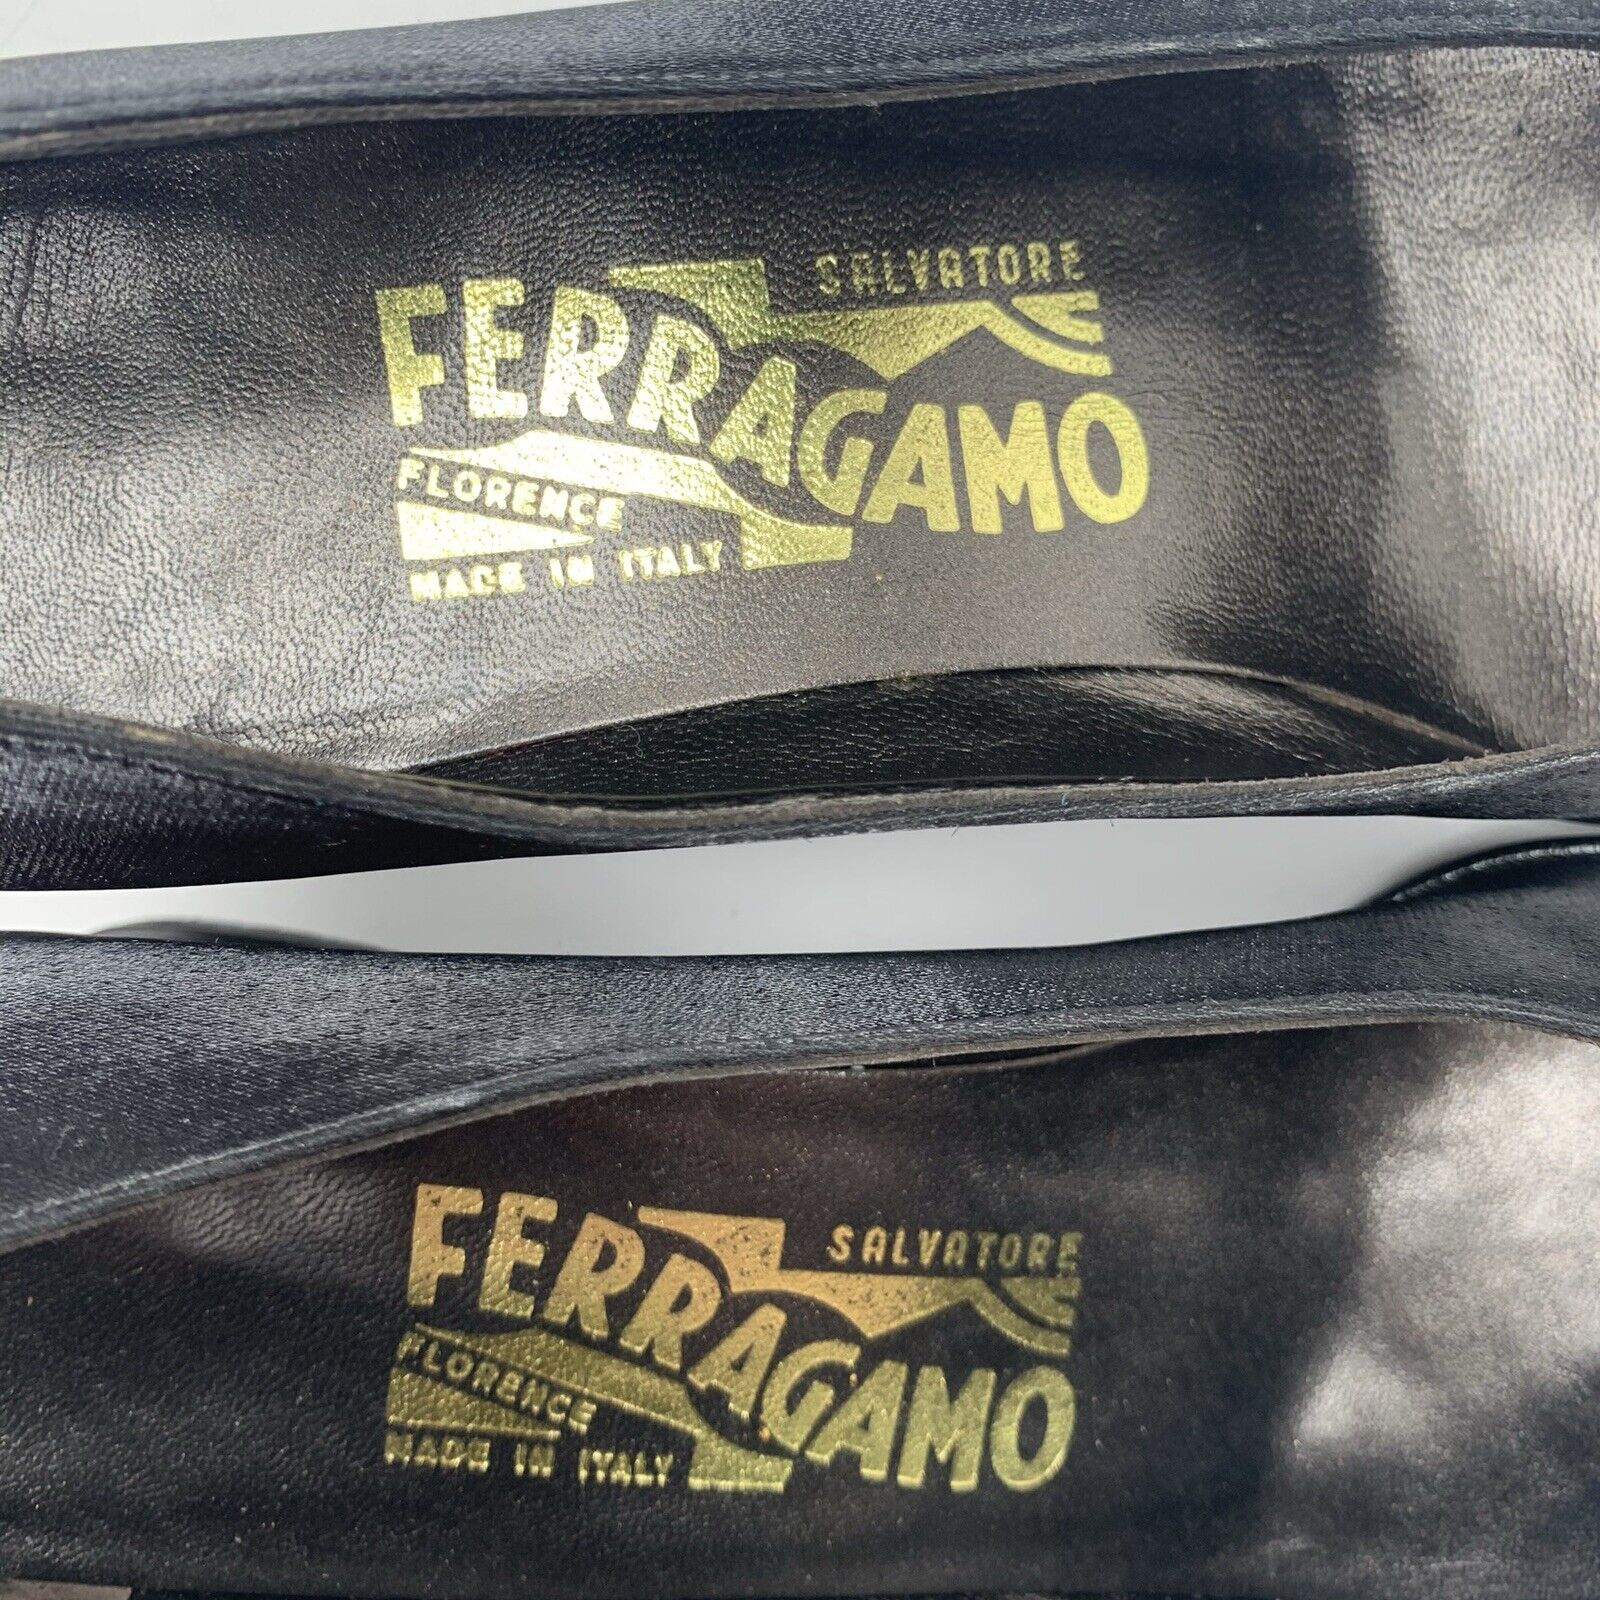 SALVATORE
FERRAGAMO
FLORENCE
MADE IN ITALY
SALVATORE
FERRAGAMO
FLORENCE
MADE IN ITALY